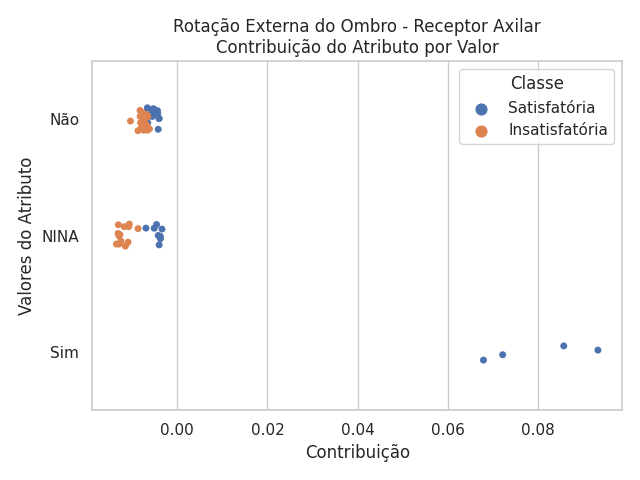 Rotação Externa do Ombro - Receptor Axilar
Contribuição do Atributo por Valor
Classe
Satisfatória
Insatisfatória
Valores do Atributo
Não
NINA
Sim
0.00 0.02 0.04 0.06 0.08
Contribuição